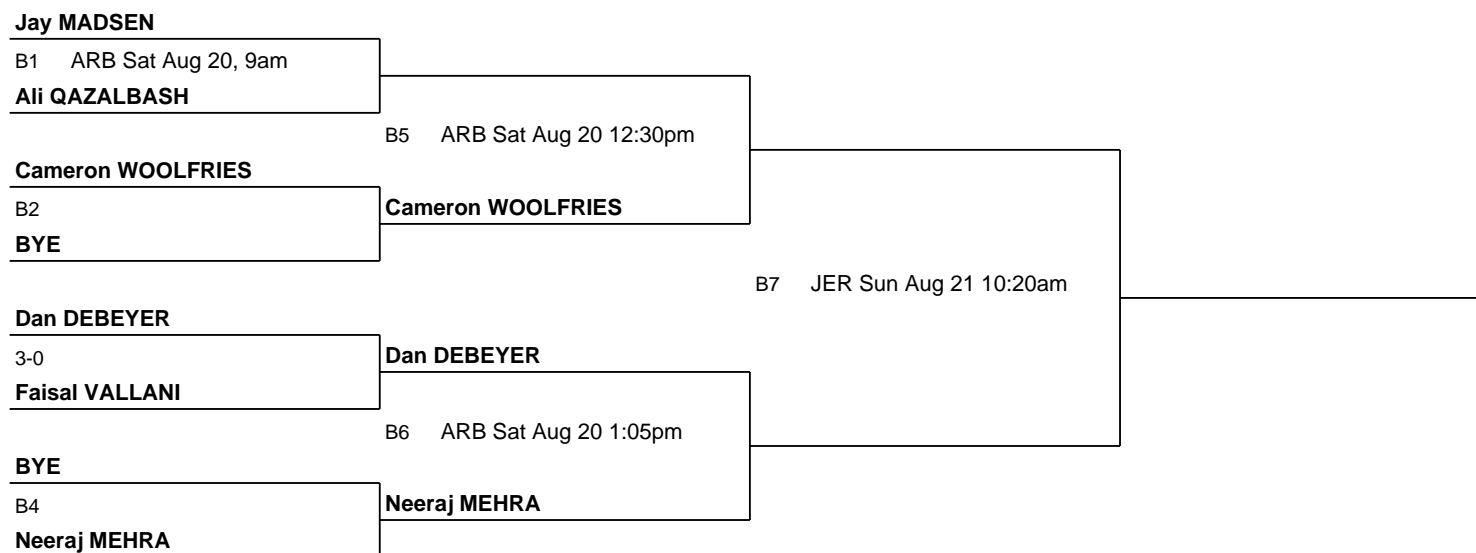 Jay MADSEN
B1 ARB Sat Aug 20, 9am
Ali QAZALBASH
B5 ARB Sat Aug 20 12:30pm
Cameron WOOLFRIES
B2
Cameron WOOLFRIES
BYE
B7 JER Sun Aug 21 10:20am
Dan DEBEYER
3-0
Dan DEBEYER
Faisal VALLANI
B6 ARB Sat Aug 20 1:05pm
BYE
B4
Neeraj MEHRA
Neeraj MEHRA